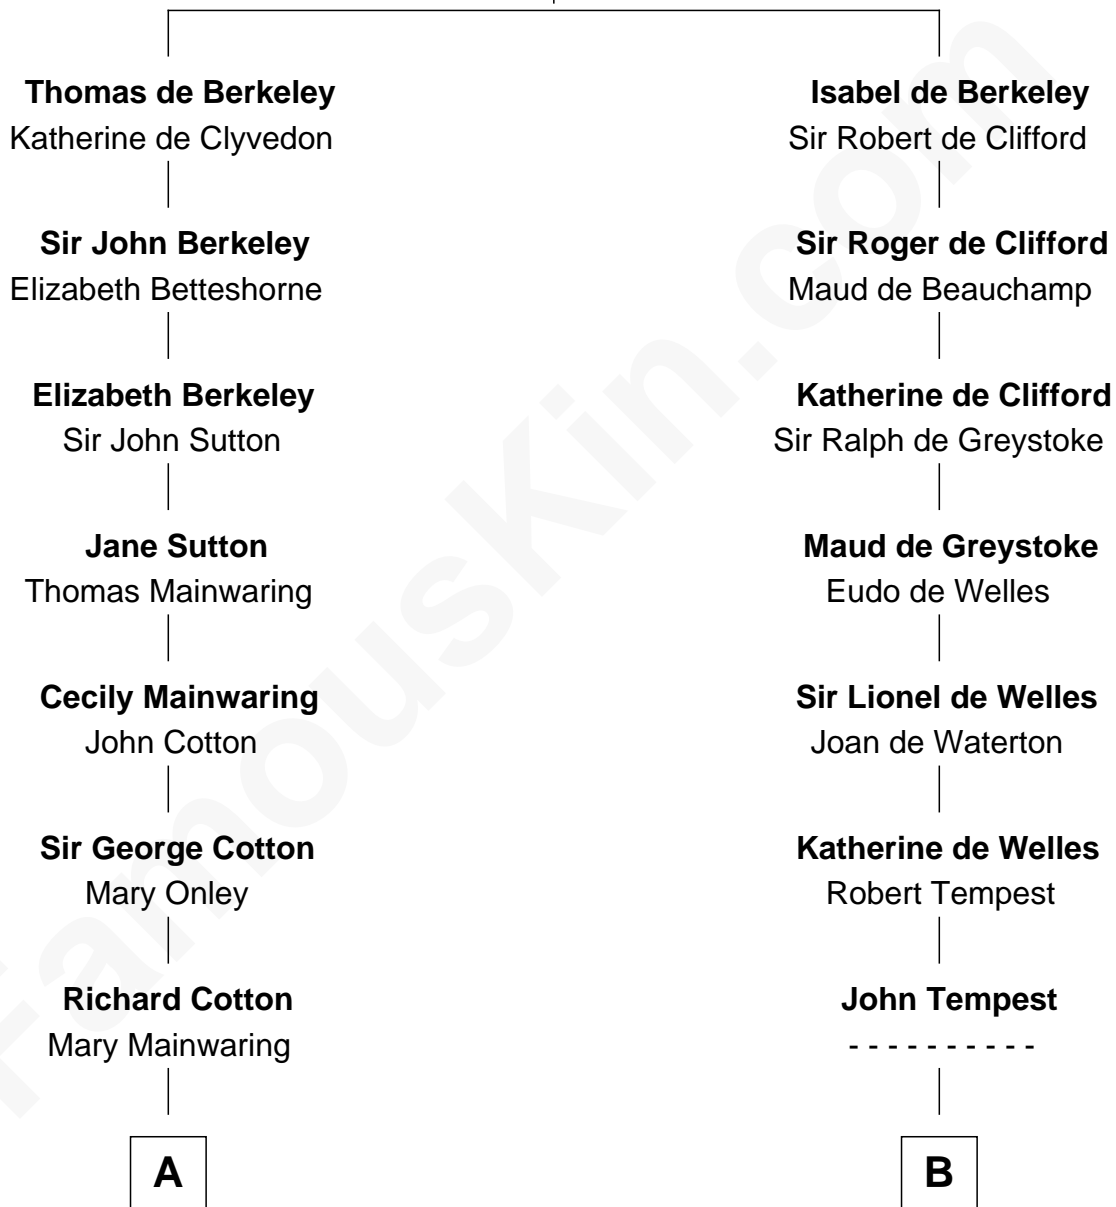 Thomas de Berkeley
Katherine de Clyvedon
Sir John Berkeley
Elizabeth Betteshorne
Elizabeth Berkeley
Sir John Sutton
Jane Sutton
Thomas Mainwaring
Cecily Mainwaring
John Cotton
Sir George Cotton
Mary Onley
Richard Cotton
Mary Mainwaring
A
Isabel de Berkeley
Sir Robert de Clifford
Sir Roger de Clifford
Maud de Beauchamp
Katherine de Clifford
Sir Ralph de Greystoke
Maud de Greystoke
Eudo de Welles
Sir Lionel de Welles
Joan de Waterton
Katherine de Welles
Robert Tempest
John Tempest
- - - - - - - - - -
B
FamousKin.com